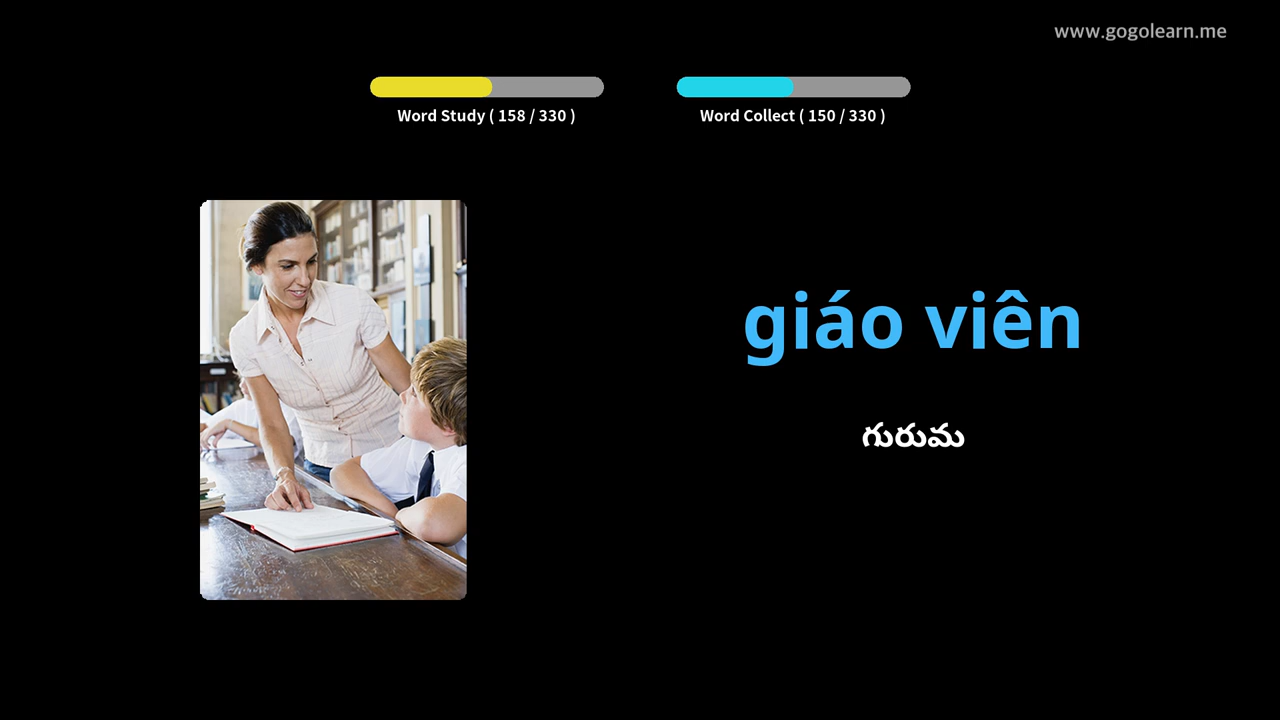 www.gogolearn.me
Word Study ( 158 / 330 )
Word Collect ( 150 / 330 )
giáo viên
గురుమ